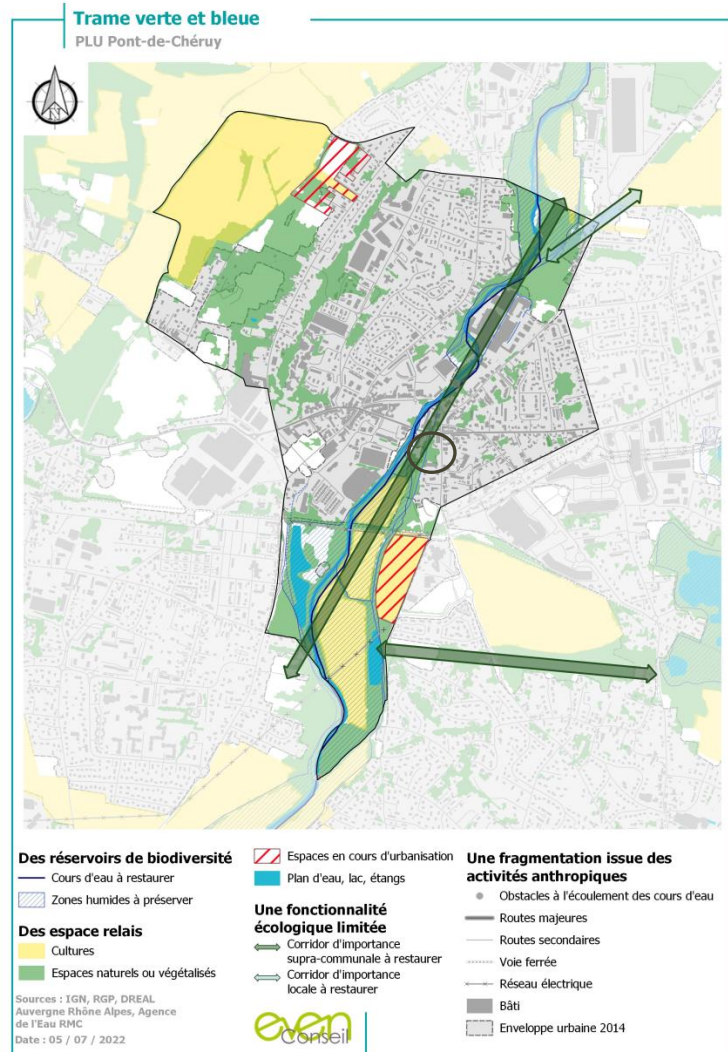 Trame verte et bleue
PLU Pont-de-Chéruy
N
Des réservoirs de biodiversité
Cours d'eau à restaurer
Zones humides à préserver
Des espace relais
Cultures
Espaces naturels ou végétalisés
Sources : IGN, RGP, DREAL
Auvergne Rhône Alpes, Agence
de l'Eau RMC
Date : 05 / 07 / 2022
Espaces en cours d'urbanisation
Plan d'eau, lac, étangs
Une fonctionnalité
écologique limitée
Corridor d'importance
supra-communale à restaurer
Corridor d'importance
locale à restaurer
even
Conseil
Une fragmentation issue des
activités anthropiques
Obstacles à l'écoulement des cours d'eau
Routes majeures
Routes secondaires
Voie ferrée
Réseau électrique
Bâti
Enveloppe urbaine 2014